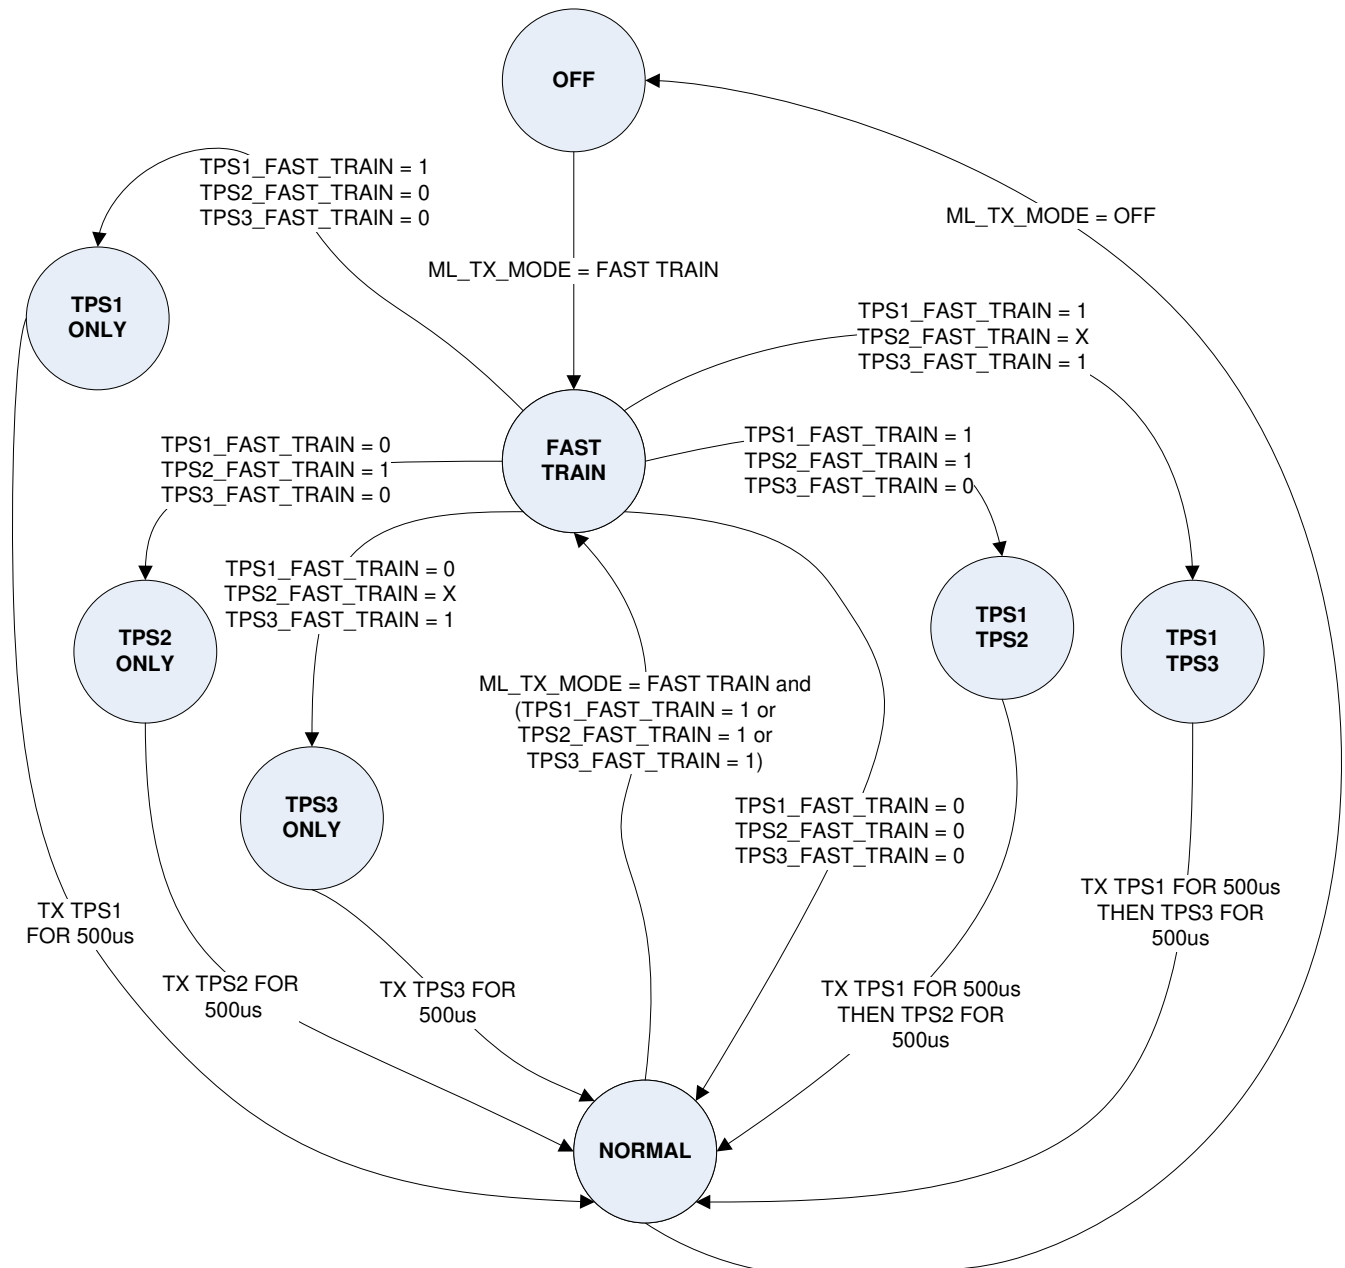 OFF
TPS1_FAST_TRAIN = 1
TPS2_FAST_TRAIN = 0
TPS3_FAST_TRAIN = 0
ML_TX_MODE = OFF
ML_TX_MODE = FAST TRAIN
TPS1
ONLY
TPS1_FAST_TRAIN = 1
TPS2_FAST_TRAIN = X
TPS3_FAST_TRAIN = 1
FAST
TRAIN
TPS1_FAST_TRAIN = 0
TPS2_FAST_TRAIN = 1
TPS3_FAST_TRAIN = 0
TPS1_FAST_TRAIN = 1
TPS2_FAST_TRAIN = 1
TPS3_FAST_TRAIN = 0
TPS1_FAST_TRAIN = 0
TPS2_FAST_TRAIN = X
TPS3_FAST_TRAIN = 1
TPS2
ONLY
TPS1
TPS2
TPS1
TPS3
ML_TX_MODE = FAST TRAIN and
(TPS1_FAST_TRAIN = 1 or
TPS2_FAST_TRAIN = 1 or
TPS3_FAST_TRAIN = 1)
TPS3
ONLY
TPS1_FAST_TRAIN = 0
TPS2_FAST_TRAIN = 0
TPS3_FAST_TRAIN = 0
TX TPS1
FOR 500us
TX TPS2 FOR
500us
TX TPS3 FOR
500us
TX TPS1 FOR 500us
THEN TPS2 FOR
500us
TX TPS1 FOR 500us
THEN TPS3 FOR
500us
NORMAL